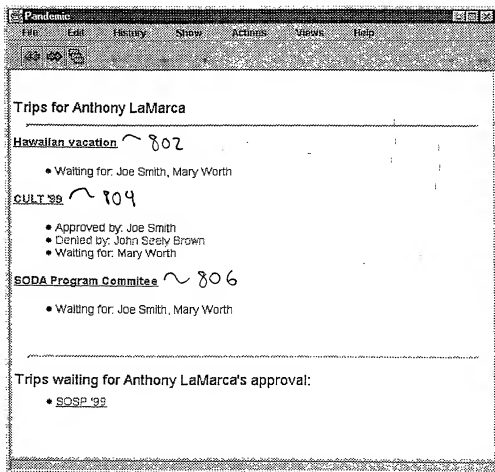 Pandemic
File Edit History Show Actions Views Help
Trips for Anthony LaMarca
Hawaiian vacation 802
• Waiting for: Joe Smith, Mary Worth
CULT '99 804
• Approved by: Joe Smith
• Denied by: John Seely Brown
• Waiting for: Mary Worth
SODA Program Commitee 806
• Waiting for: Joe Smith, Mary Worth
Trips waiting for Anthony LaMarca's approval:
• SOSP '99